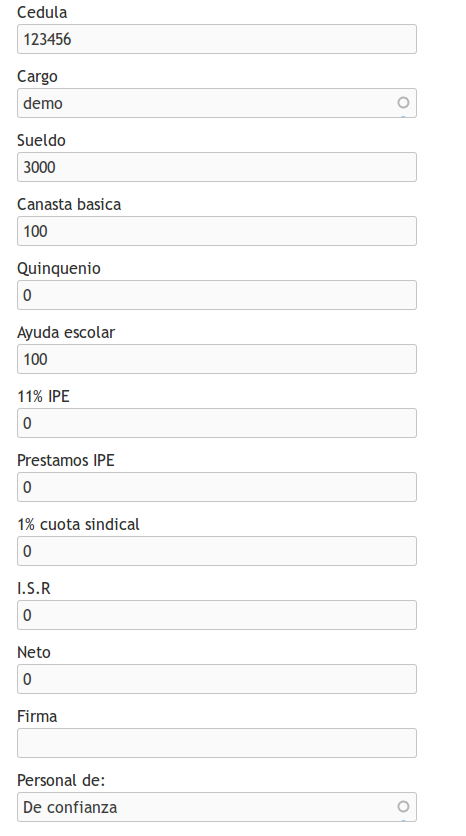 Cedula
123456
Cargo
demo
Sueldo
3000
Canasta basica
100
Quinquenio
0
Ayuda escolar
100
11% IPE
0
Prestamos IPE
0
1% cuota sindical
0
I.S.R
0
Neto
0
Firma
Personal de:
De confianza